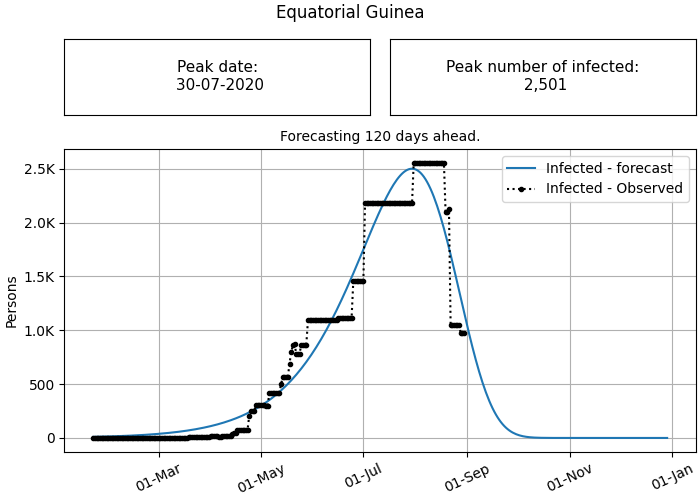 Equatorial Guinea
Peak date:
30-07-2020
Peak number of infected:
2,501
Forecasting 120 days ahead.
Infected - forecast
Infected - Observed
2.5K
2.0K
1.5K
1.0K
500
0
Persons
01-Mar
01-May
01-Jul
01-Sep
01-Nov
01-Jan